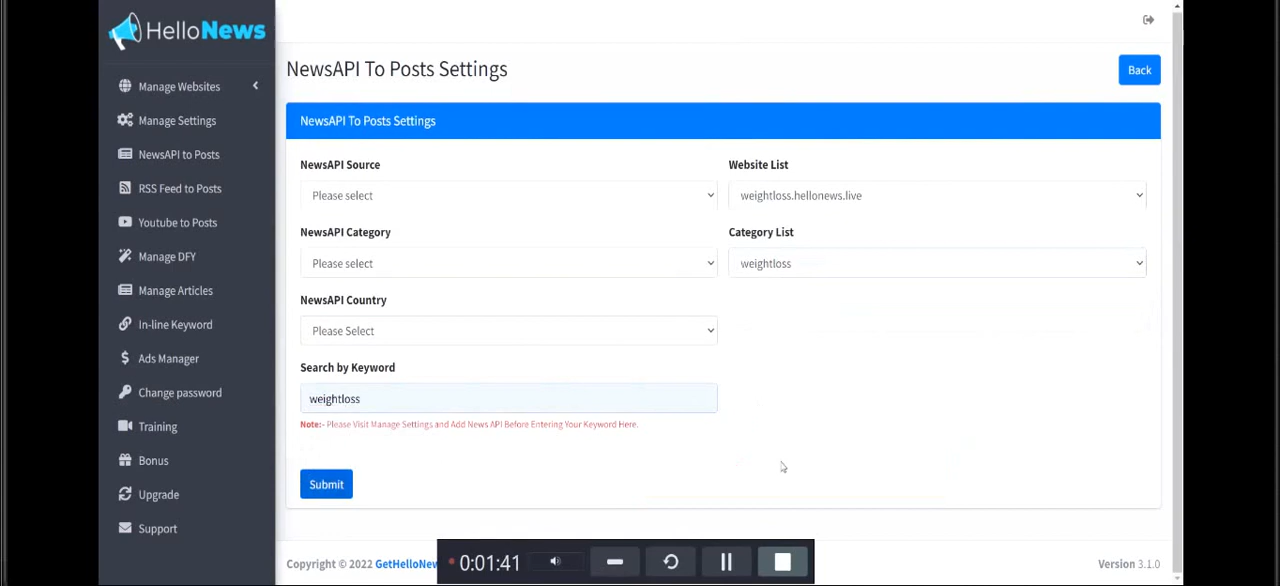 HelloNews
Manage Websites
Manage Settings
NewsAPI to Posts
RSS Feed to Posts
Youtube to Posts
Manage DFY
Manage Articles
In-line Keyword
Ads Manager
Change password
Training
Bonus
Upgrade
Support
NewsAPI To Posts Settings
Back
NewsAPI To Posts Settings
NewsAPI Source
Website List
Please select
weightloss.hellonews.live
NewsAPI Category
Category List
Please select
weightloss
NewsAPI Country
Please Select
Search by Keyword
weightloss
Note:- Please Visit Manage Settings and Add News API Before Entering Your Keyword Here.
Submit
Copyright © 2022 GetHelloNew
0:01:41
Version 3.1.0